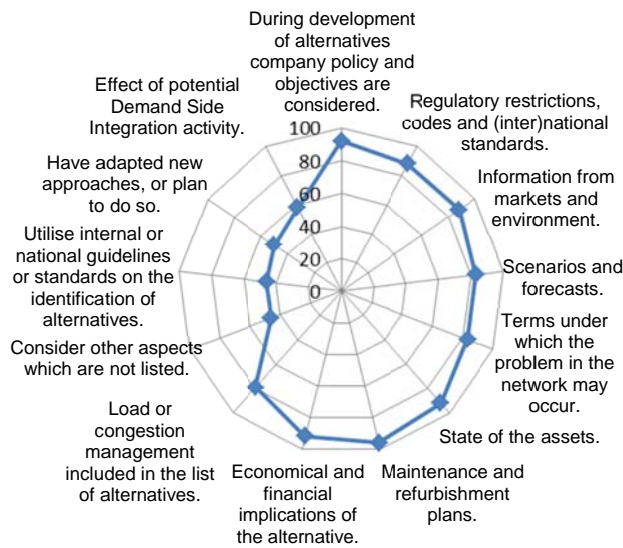 During development
of alternatives
company policy and
objectives are
considered.
Regulatory restrictions,
codes and (inter)national
standards.
Information from
markets and
environment.
Scenarios and
forecasts.
Terms under
which the
problem in the
network may
occur.
State of the assets.
Maintenance and
refurbishment
plans.
Economical and
financial
implications of
the alternative.
Load or
congestion
management
included in the list
of alternatives.
Consider other aspects
which are not listed.
Utilise internal or
national guidelines
or standards on the
identification of
alternatives.
Have adapted new
approaches, or plan
to do so.
Effect of potential
Demand Side
Integration activity.
100
80
60
40
20
0